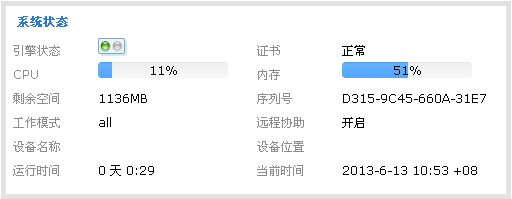 系统状态
引擎状态 证书 正常
CPU 11% 内存 51%
剩余空间 1136MB 序列号 D315-9C45-660A-31E7
工作模式 all 远程协助 开启
设备名称 设备位置
运行时间 0 天 0:29 当前时间 2013-6-13 10:53 +08